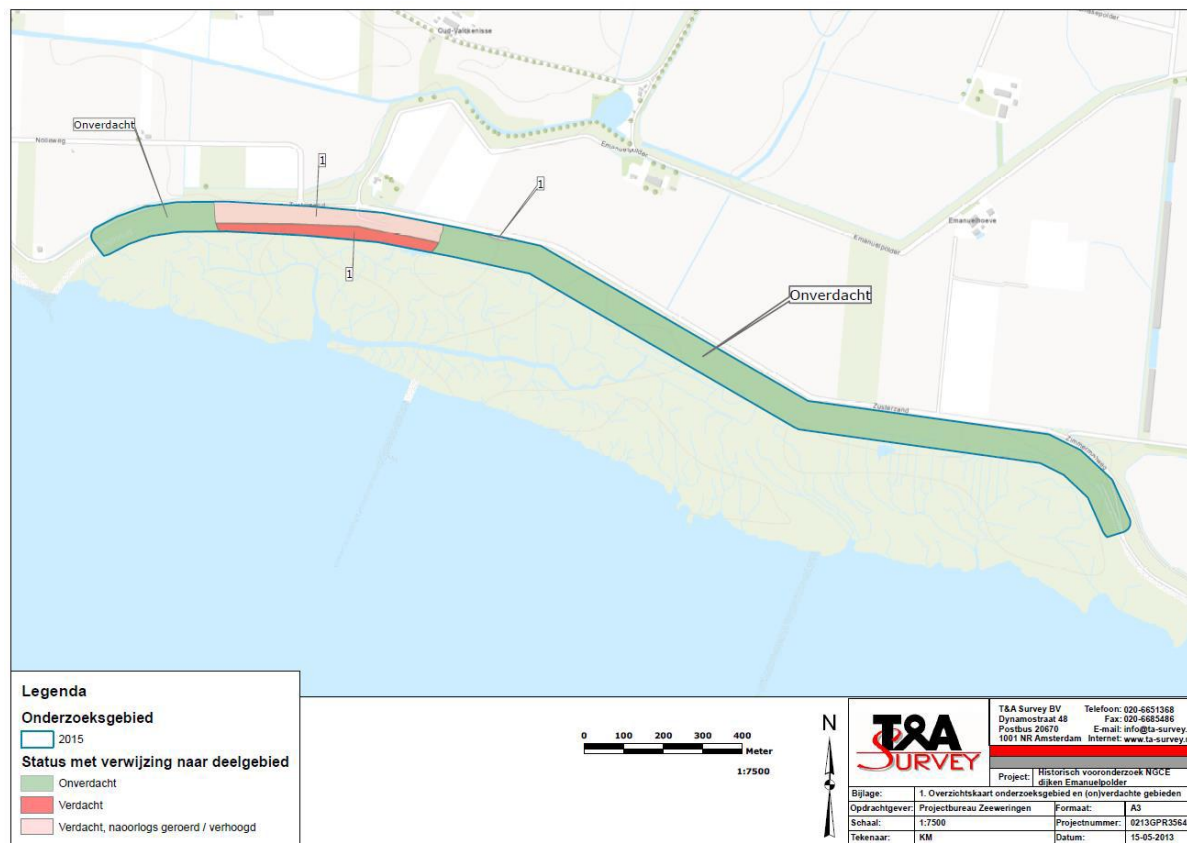 Oud-Valkenisse
Onverdacht
Nolleweg
1
Emanuelpolder
1
Zusterzand
Emanuelhoeve
Emanuelpolder
1
Onverdacht
Zusterzand
Zimmermanweg
Legenda
Onderzoeksgebied
2015
Status met verwijzing naar deelgebied
Onverdacht
Verdacht
Verdacht, naoorlogs geroerd / verhoogd
0 100 200 300 400
Meter
1:7500
N
T&A
SURVEY
T&A Survey BV Telefoon: 020-6651368
Dynamostraat 48 Fax: 020-6685486
Postbus 20670 E-mail: info@ta-survey.
1001 NR Amsterdam Internet: www.ta-survey.
Project: Historisch vooronderzoek NGCE
dijken Emanuelpolder
Bijlage: 1. Overzichtskaart onderzoeksgebied en (on)verdachte gebieden
Opdrachtgever: Projectbureau Zeeweringen Formaat: A3
Schaal: 1:7500 Projectnummer: 0213GPR3564
Tekenaar: KM Datum: 15-05-2013